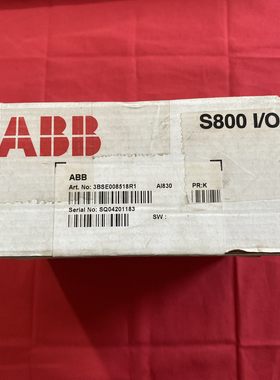 ABB
S800 I/O
ABB
Art. No: 3BSE008518R1 AI830 PR:K
Serial No: SQ04201183
SW :